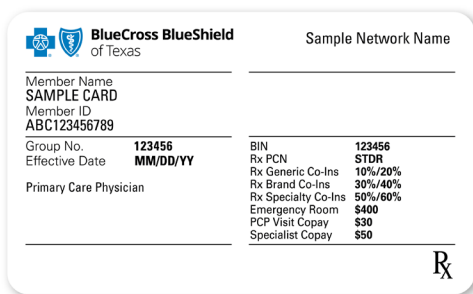 BlueCross BlueShield
of Texas
Sample Network Name
Member Name
SAMPLE CARD
Member ID
ABC123456789
Group No. 123456
Effective Date MM/DD/YY
Primary Care Physician
BIN 123456
Rx PCN STDR
Rx Generic Co-Ins 10%/20%
Rx Brand Co-Ins 30%/40%
Rx Specialty Co-Ins 50%/60%
Emergency Room $400
PCP Visit Copay $30
Specialist Copay $50
Rx